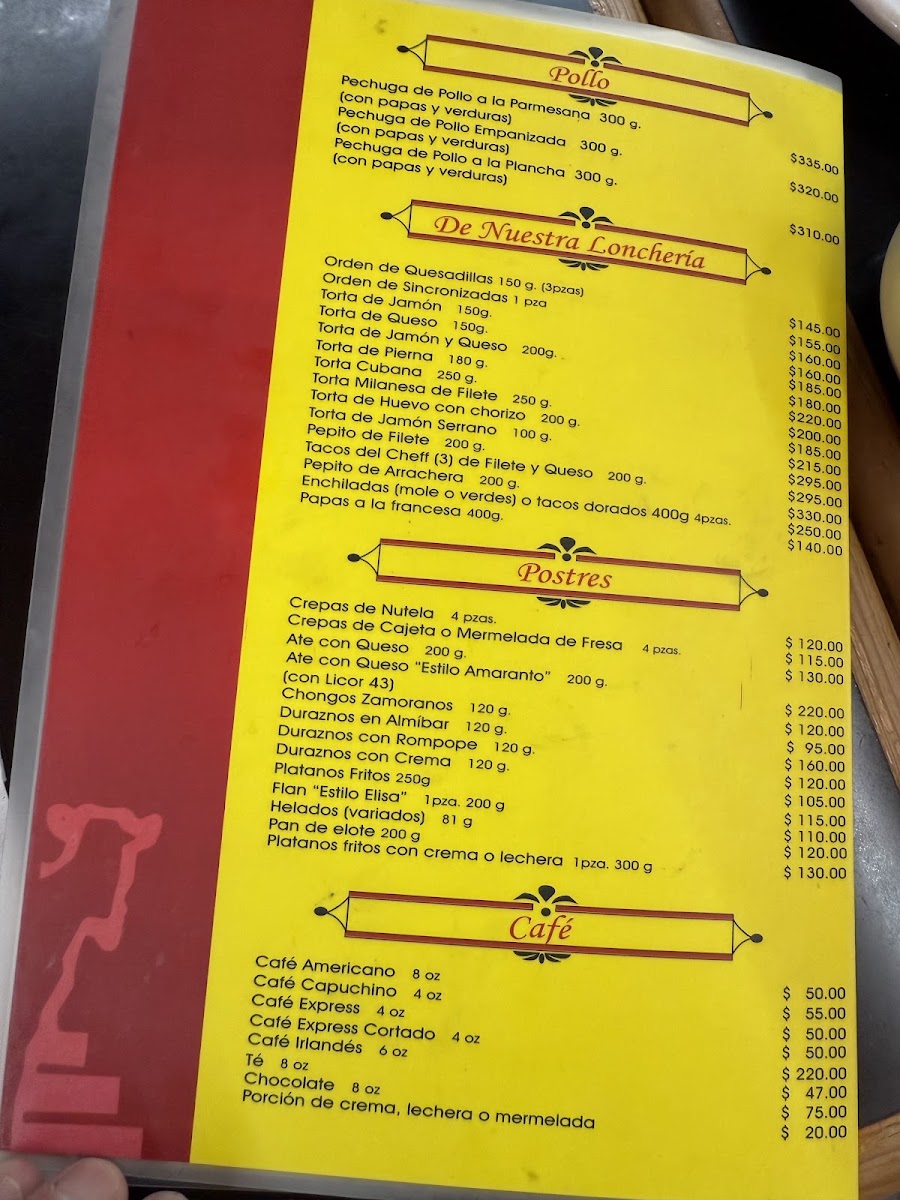 Pollo
Pechuga de Pollo a la Parmesana 300 g. $335.00
(con papas y verduras)
Pechuga de Pollo Empanizada 300 g. $320.00
(con papas y verduras)
Pechuga de Pollo a la Plancha 300 g. $310.00
(con papas y verduras)
De Nuestra Lonchería
Orden de Quesadillas 150 g. (3pzas) $145.00
Orden de Sincronizadas 1 pza $155.00
Torta de Jamón 150g. $160.00
Torta de Queso 150g. $160.00
Torta de Jamón y Queso 200g. $185.00
Torta de Pierna 180 g. $180.00
Torta Cubana 250 g. $220.00
Torta Milanesa de Filete 250 g. $200.00
Torta de Huevo con chorizo 200 g. $185.00
Torta de Jamón Serrano 100 g. $215.00
Pepito de Filete 200 g. $295.00
Tacos del Cheff (3) de Filete y Queso 200 g. $295.00
Pepito de Arrachera 200 g. $330.00
Enchiladas (mole o verdes) o tacos dorados 400g 4pzas. $250.00
Papas a la francesa 400g. $140.00
Postres
Crepas de Nutela 4 pzas. $ 120.00
Crepas de Cajeta o Mermelada de Fresa 4 pzas. $ 115.00
Ate con Queso 200 g. $ 130.00
Ate con Queso "Estilo Amaranto" 200 g. $ 220.00
(con Licor 43)
Chongos Zamoranos 120 g. $ 120.00
Duraznos en Almíbar 120 g. $ 95.00
Duraznos con Rompope 120 g. $ 160.00
Duraznos con Crema 120 g. $ 120.00
Platanos Fritos 250g $ 105.00
Flan "Estilo Elisa" 1pza. 200 g $ 115.00
Helados (variados) 81 g $ 110.00
Pan de elote 200 g $ 120.00
Platanos fritos con crema o lechera 1pza. 300 g $ 130.00
Café
Café Americano 8 oz $ 50.00
Café Capuchino 4 oz $ 55.00
Café Express 4 oz $ 50.00
Café Express Cortado 4 oz $ 50.00
Café Irlandés 6 oz $ 220.00
Té 8 oz $ 47.00
Chocolate 8 oz $ 75.00
Porción de crema, lechera o mermelada $ 20.00